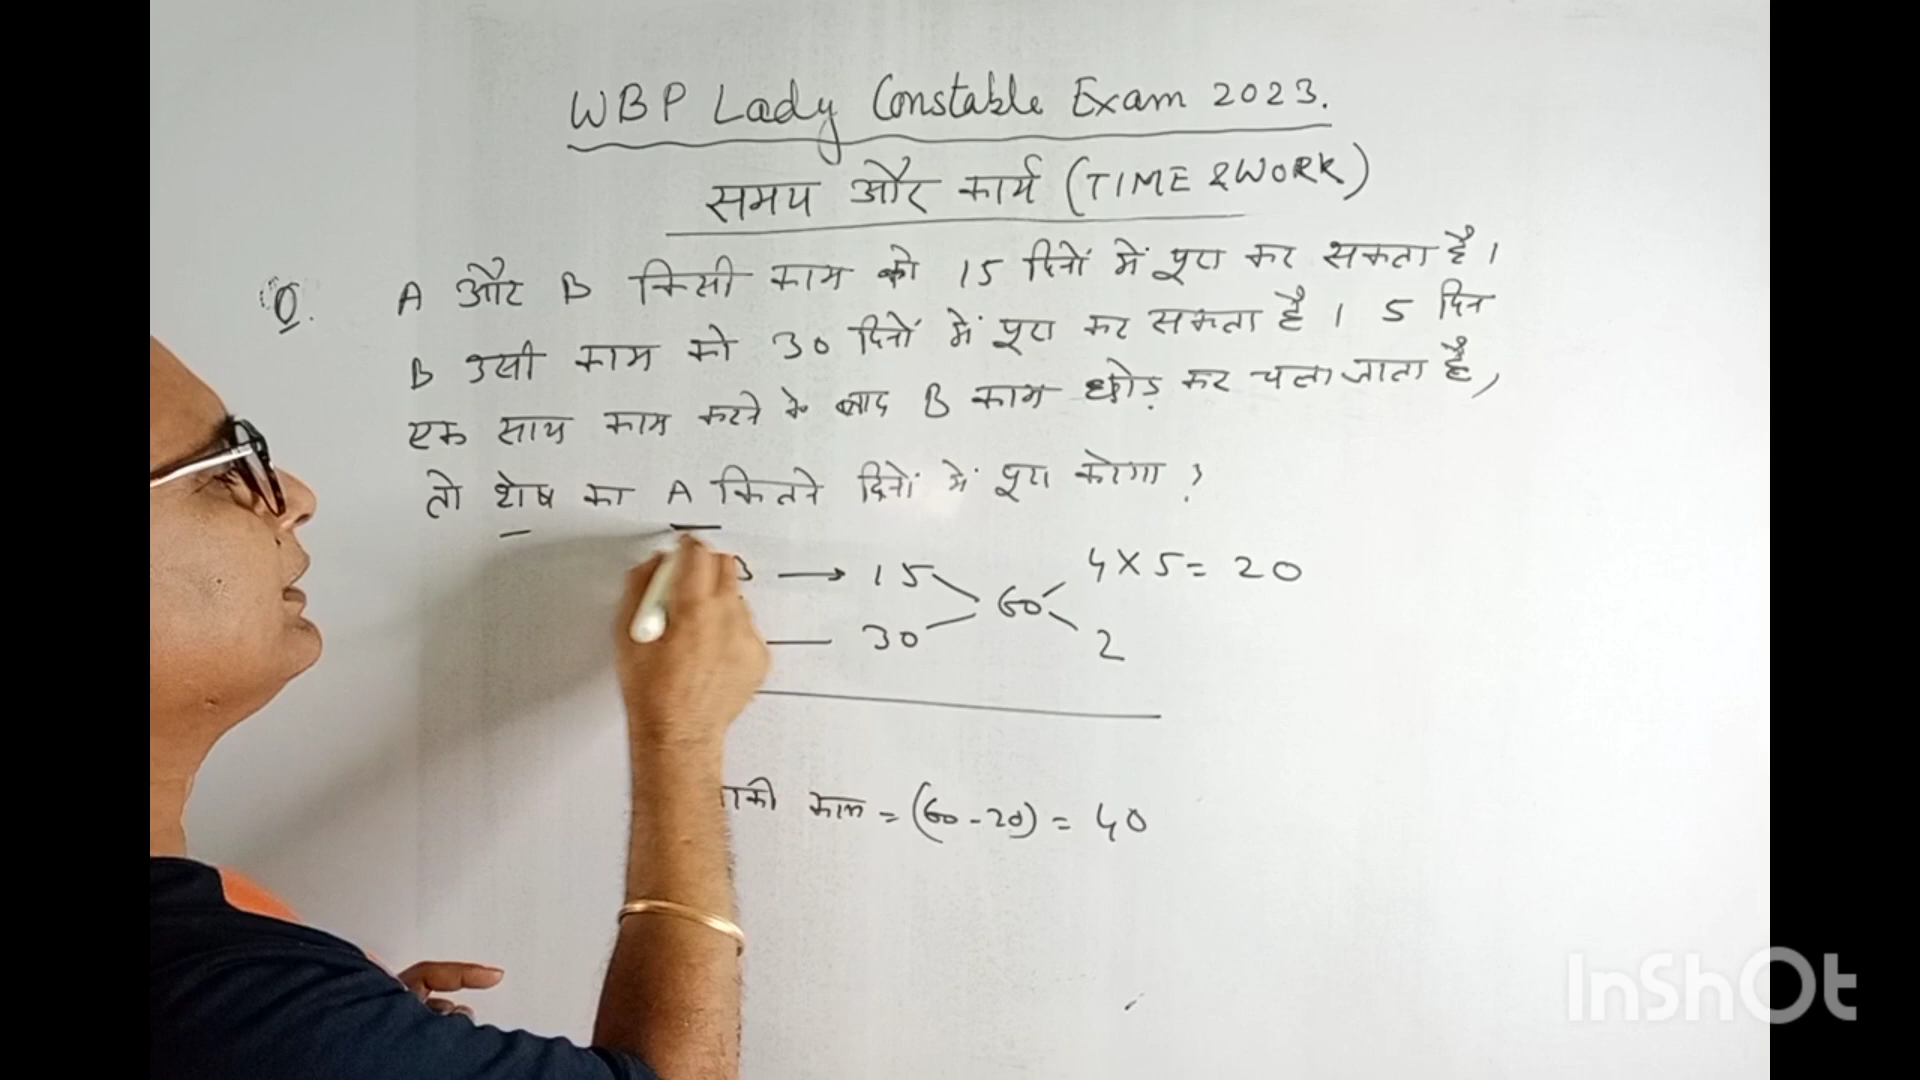 WBP Lady Constable Exam 2023.
समय और कार्य (TIME & WORK)
Q. A और B किसी काम को 15 दिनों में पूरा कर सकता है।
B उसी काम को 30 दिनों में पूरा कर सकता है। 5 दिन
एक साथ काम करने के बाद B काम छोड़ कर चला जाता है,
तो शेष का A कितने दिनों में पूरा करेगा?
B → 15 60 4 × 5 = 20
30 2
काम = (60 - 20) = 40
InShOt